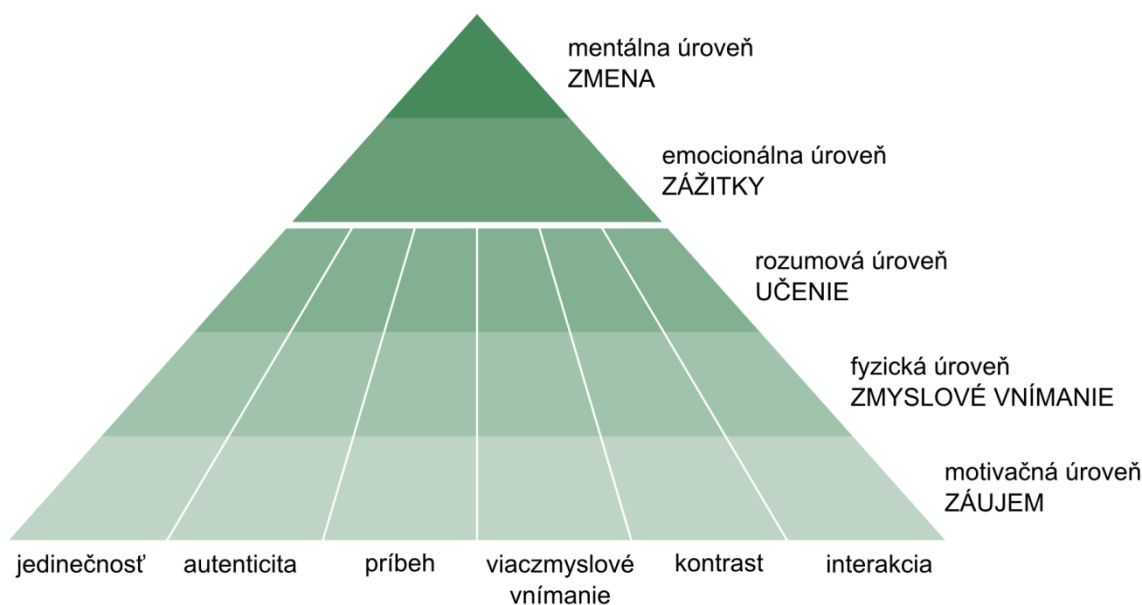 mentálna úroveň
ZMENA
emocionálna úroveň
ZÁŽITKY
rozumová úroveň
UČENIE
fyzická úroveň
ZMYSLOVÉ VNÍMANIE
motivačná úroveň
ZÁUJEM
jedinečnosť
autenticita
príbeh
viaczmyslové
vnímanie
kontrast
interakcia